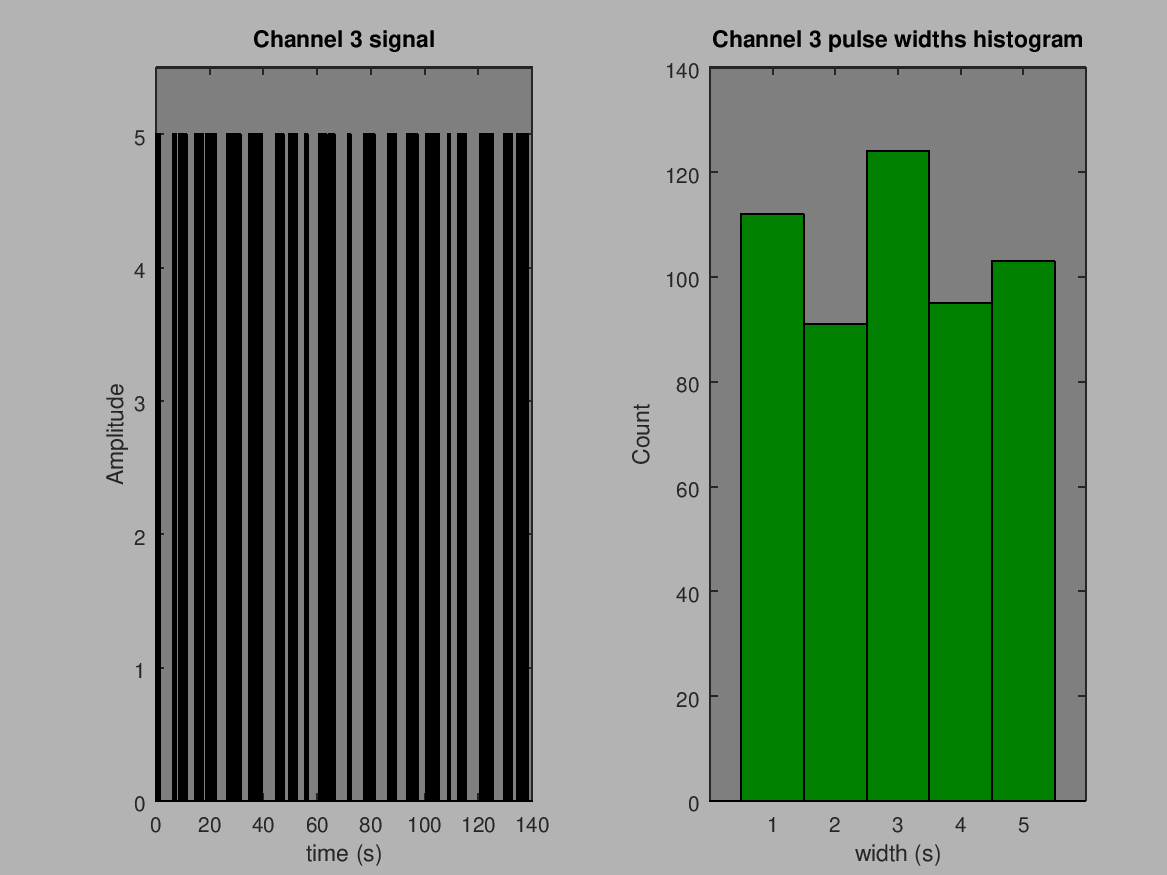 Channel 3 signal
5
4
3
2
1
0
Amplitude
0 20 40 60 80 100 120 140
time (s)
Channel 3 pulse widths histogram
140
120
100
80
60
40
20
0
Count
1 2 3 4 5
width (s)